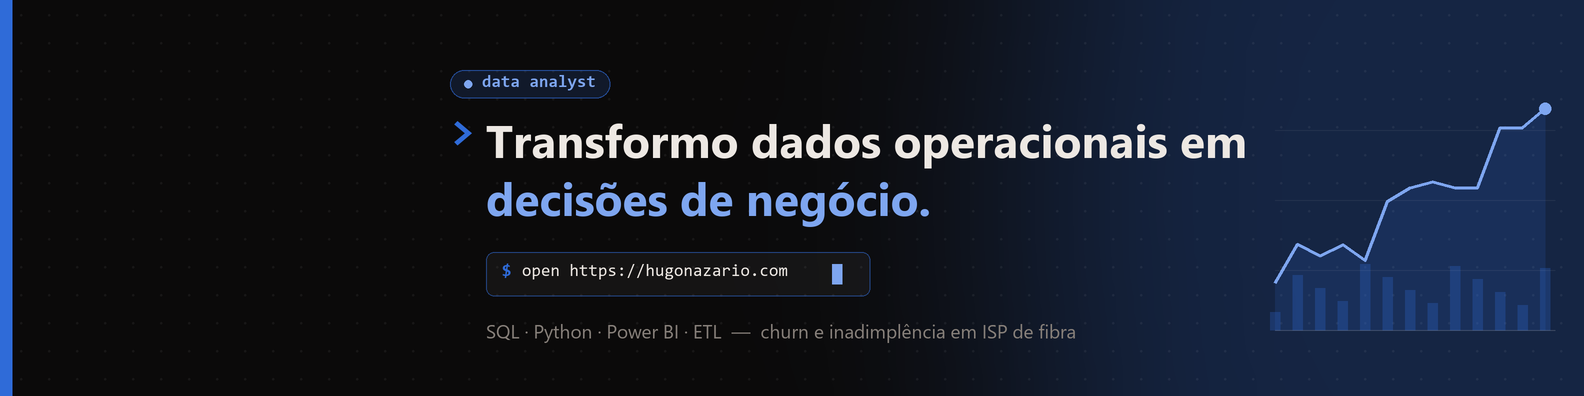 data analyst
> Transformo dados operacionais em
decisões de negócio.
$ open https://hugonazario.com
SQL · Python · Power BI · ETL — churn e inadimplência em ISP de fibra